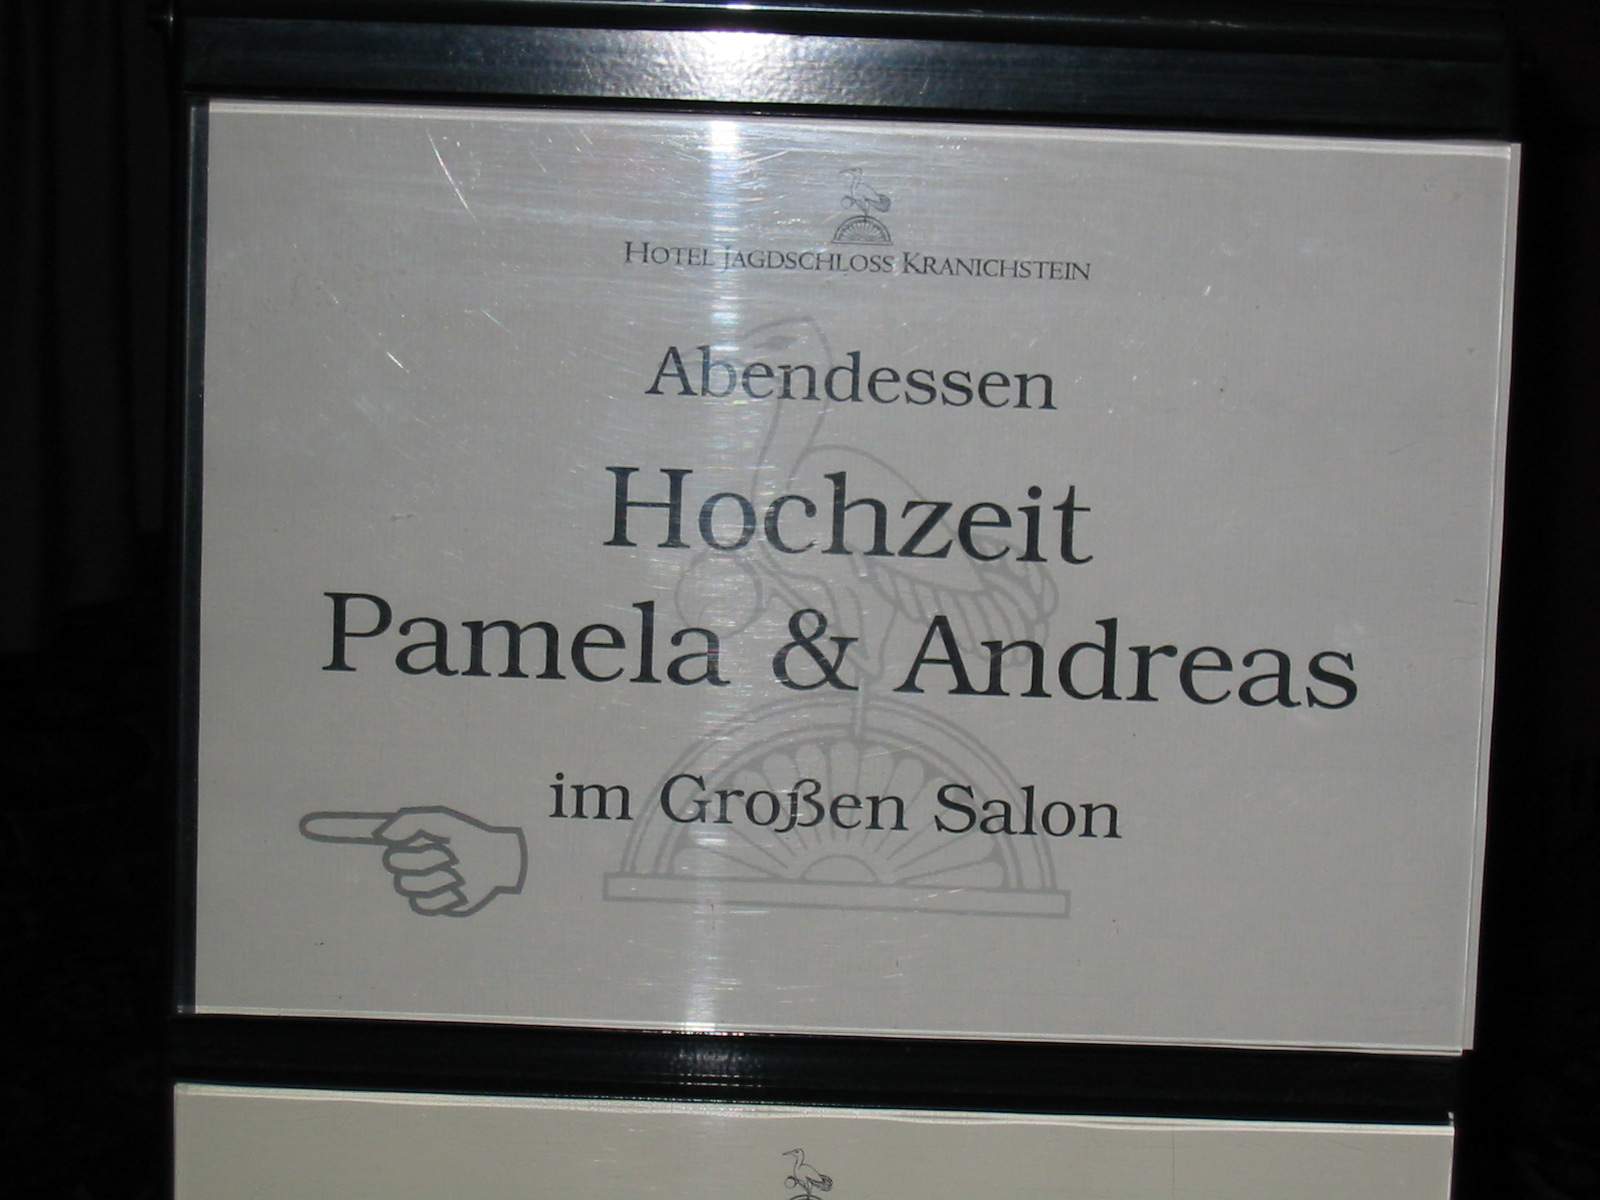 HOTEL JAGDSCHLOSS KRANICHSTEIN
Abendessen
Hochzeit
Pamela & Andreas
im Großen Salon